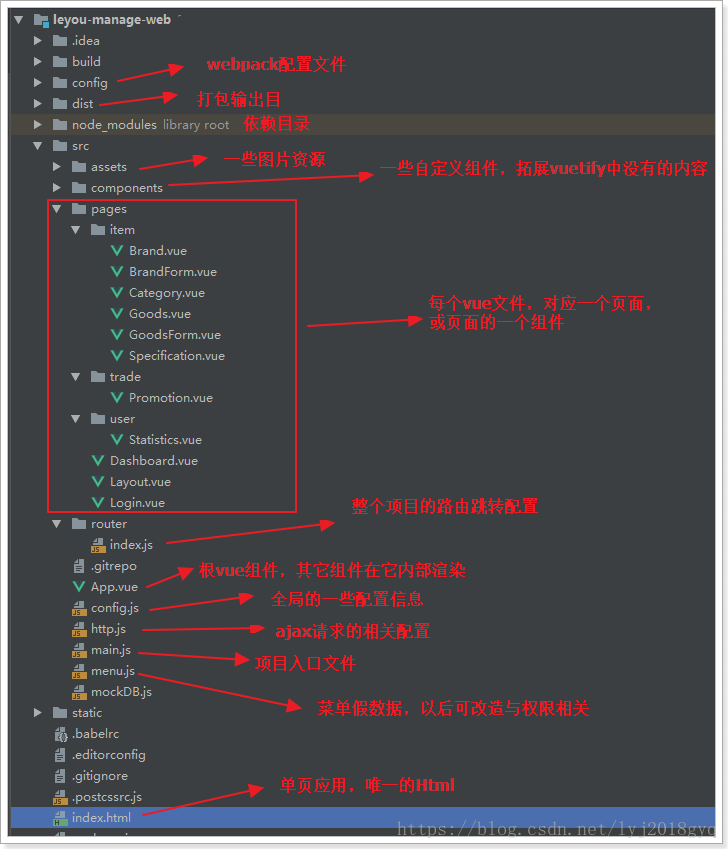 leyou-manage-web
.idea
build
config
webpack配置文件
dist
打包输出目
node_modules library root
依赖目录
src
assets
一些图片资源
components
一些自定义组件，拓展vuetify中没有的内容
pages
item
Brand.vue
BrandForm.vue
Category.vue
Goods.vue
GoodsForm.vue
Specification.vue
每个vue文件，对应一个页面，
或页面的一个组件
trade
Promotion.vue
user
Statistics.vue
Dashboard.vue
Layout.vue
Login.vue
router
整个项目的路由跳转配置
index.js
.gitrepo
App.vue
根vue组件，其它组件在它内部渲染
config.js
全局的一些配置信息
http.js
ajax请求的相关配置
main.js
项目入口文件
menu.js
菜单假数据，以后可改造与权限相关
mockDB.js
static
.babelrc
.editorconfig
.gitignore
.postcssrc.js
单页应用，唯一的Html
index.html